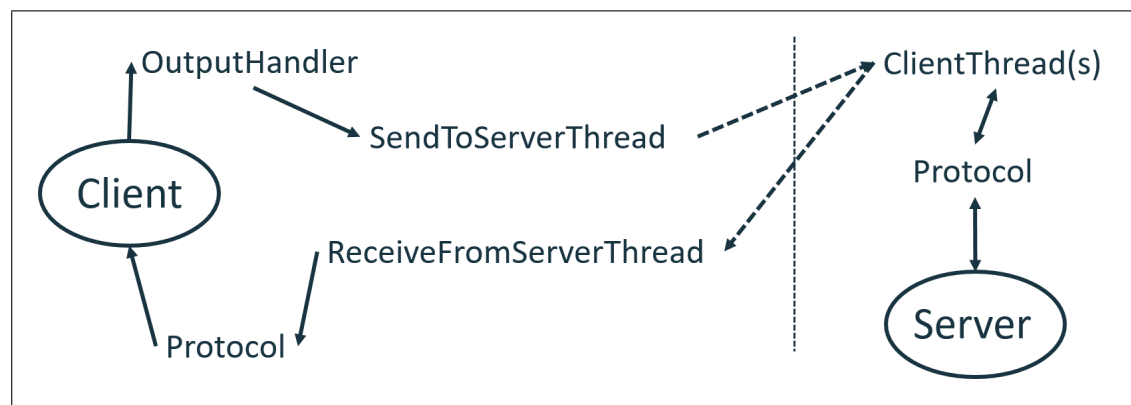 OutputHandler
ClientThread(s)
SendToServerThread
Protocol
Client
ReceiveFromServerThread
Server
Protocol